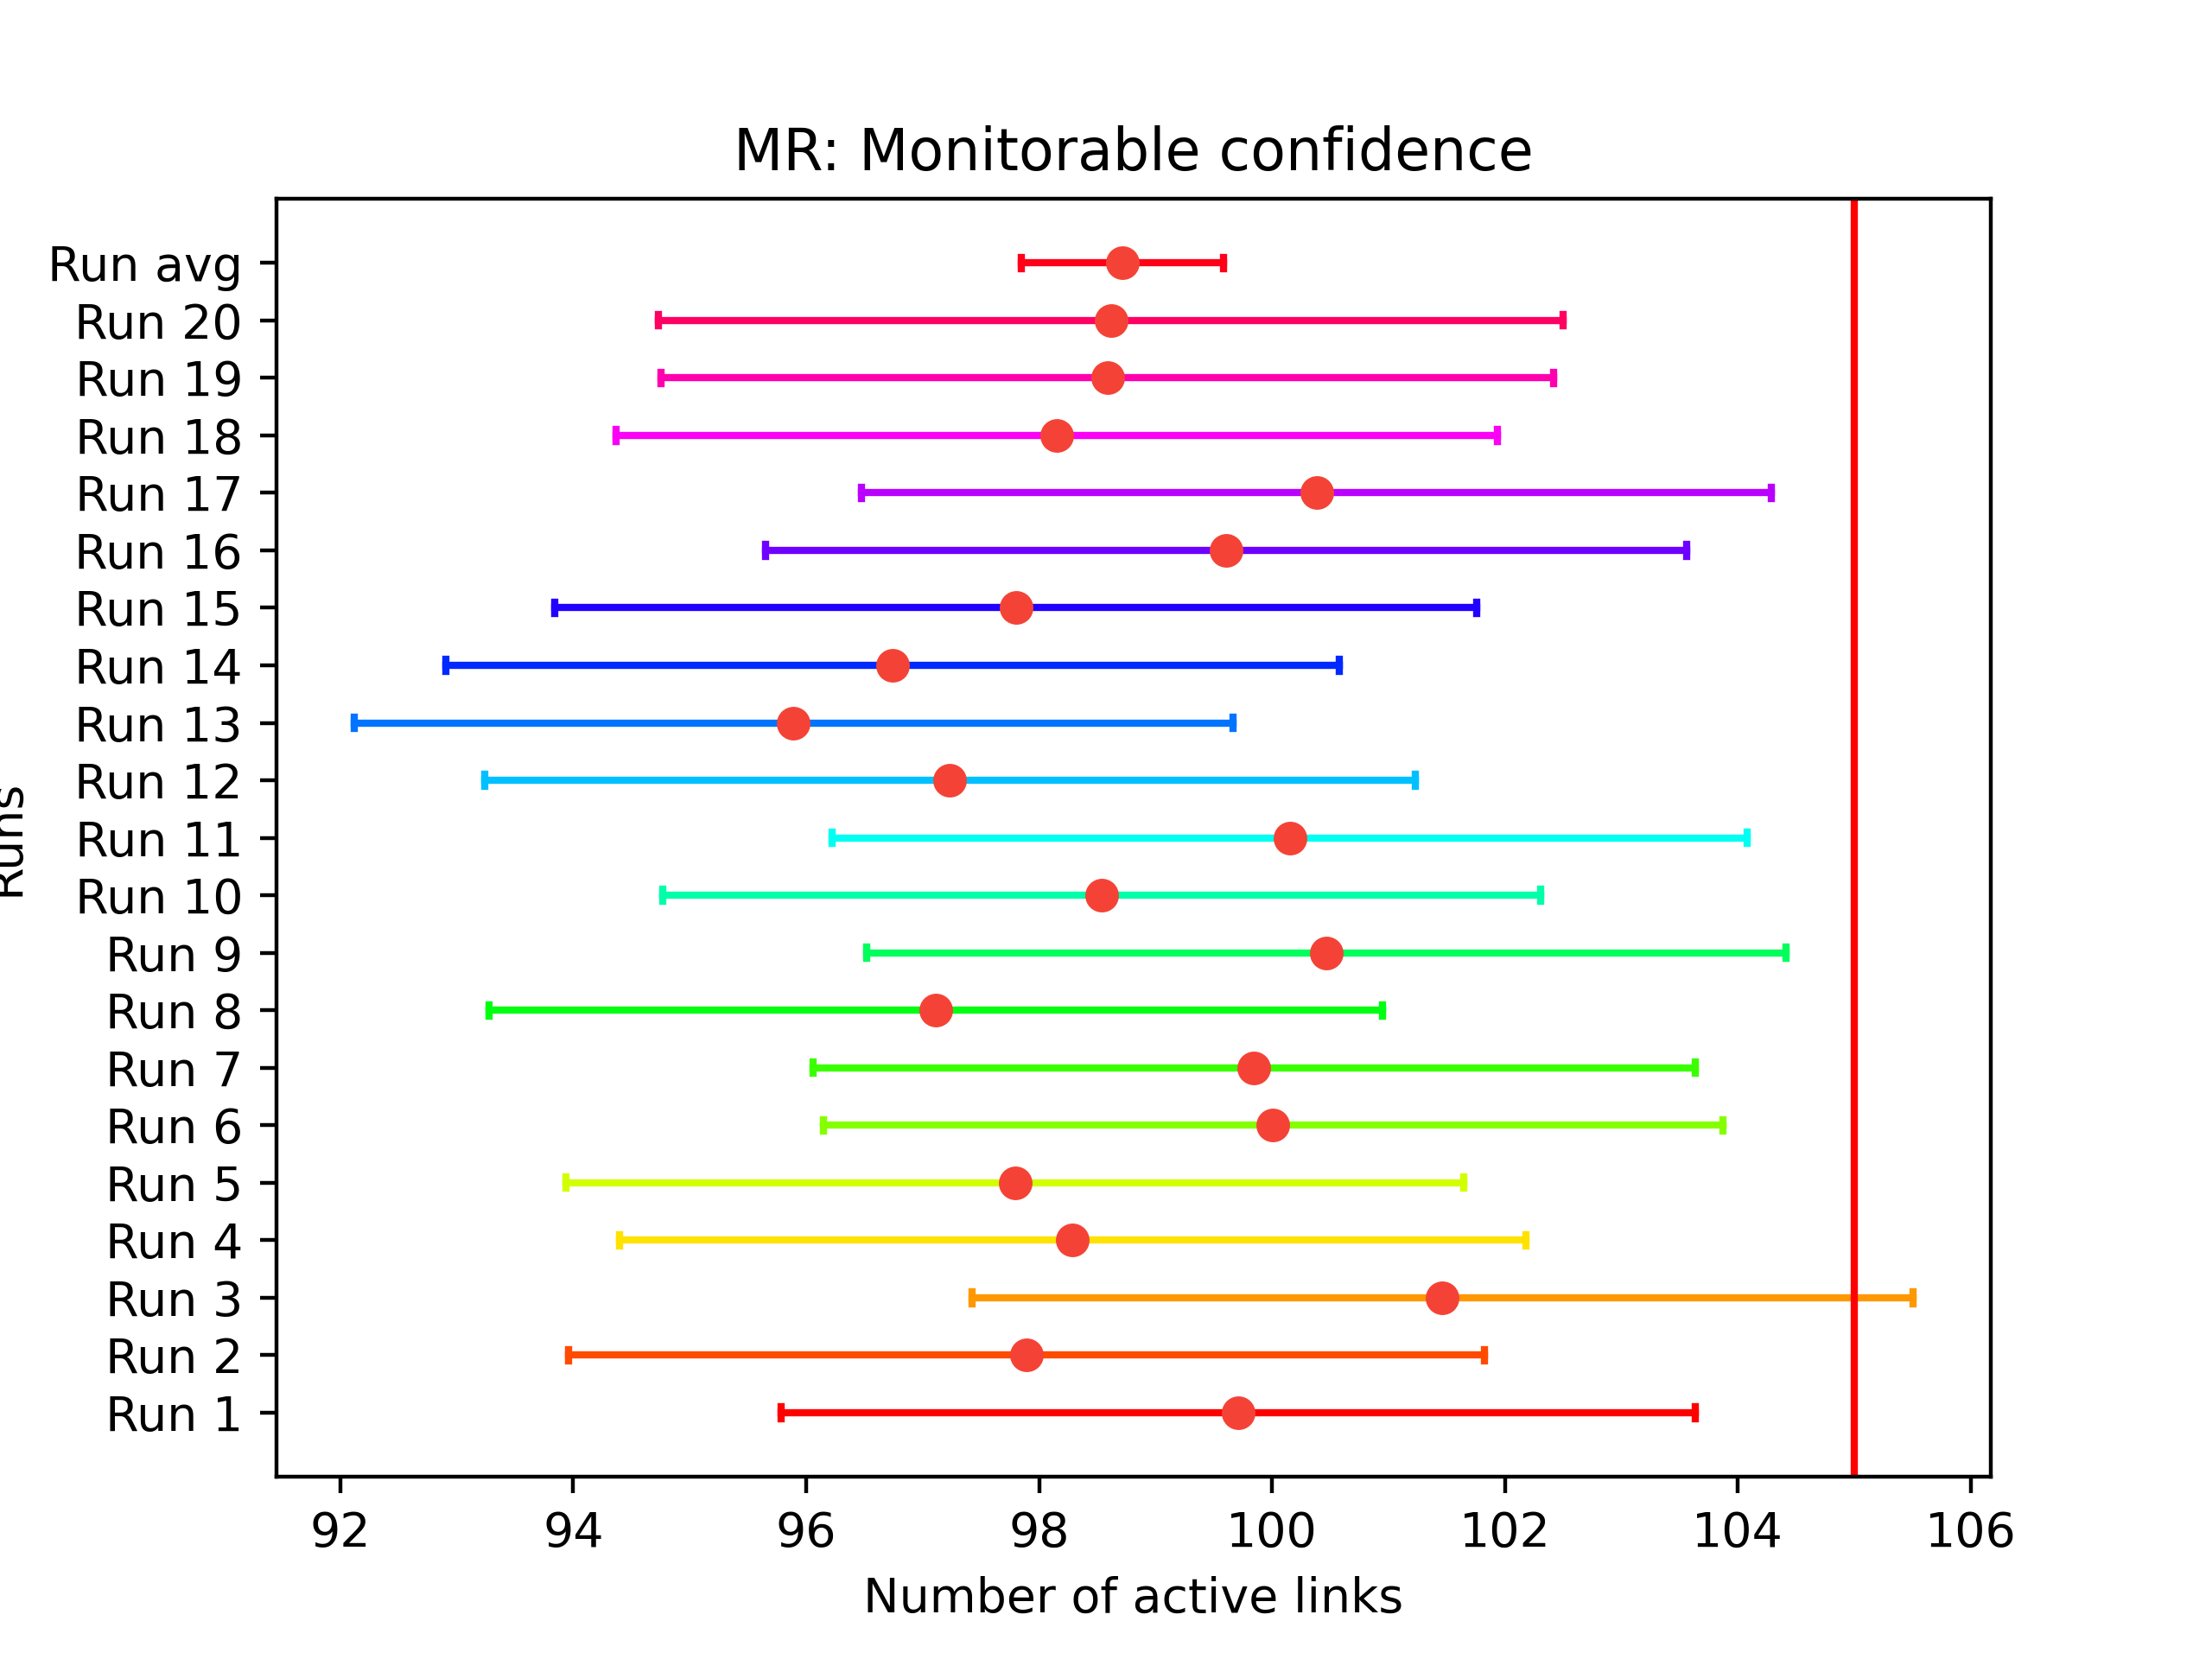 MR: Monitorable confidence
Run avg
Run 20
Run 19
Run 18
Run 17
Run 16
Run 15
Run 14
Run 13
Run 12
Run 11
Run 10
Run 9
Run 8
Run 7
Run 6
Run 5
Run 4
Run 3
Run 2
Run 1
Runs
92 94 96 98 100 102 104 106
Number of active links